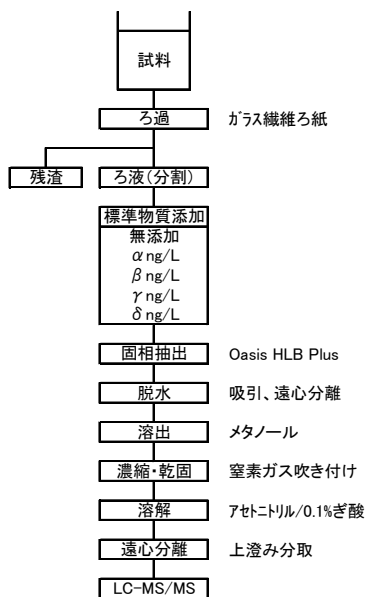 試料
ろ過 ガラス繊維ろ紙
残渣 ろ液(分割)
標準物質添加
無添加
α ng/L
β ng/L
γ ng/L
δ ng/L
固相抽出 Oasis HLB Plus
脱水 吸引、遠心分離
溶出 メタノール
濃縮・乾固 窒素ガス吹き付け
溶解 アセトニトリル/0.1%ぎ酸
遠心分離 上澄み分取
LC-MS/MS